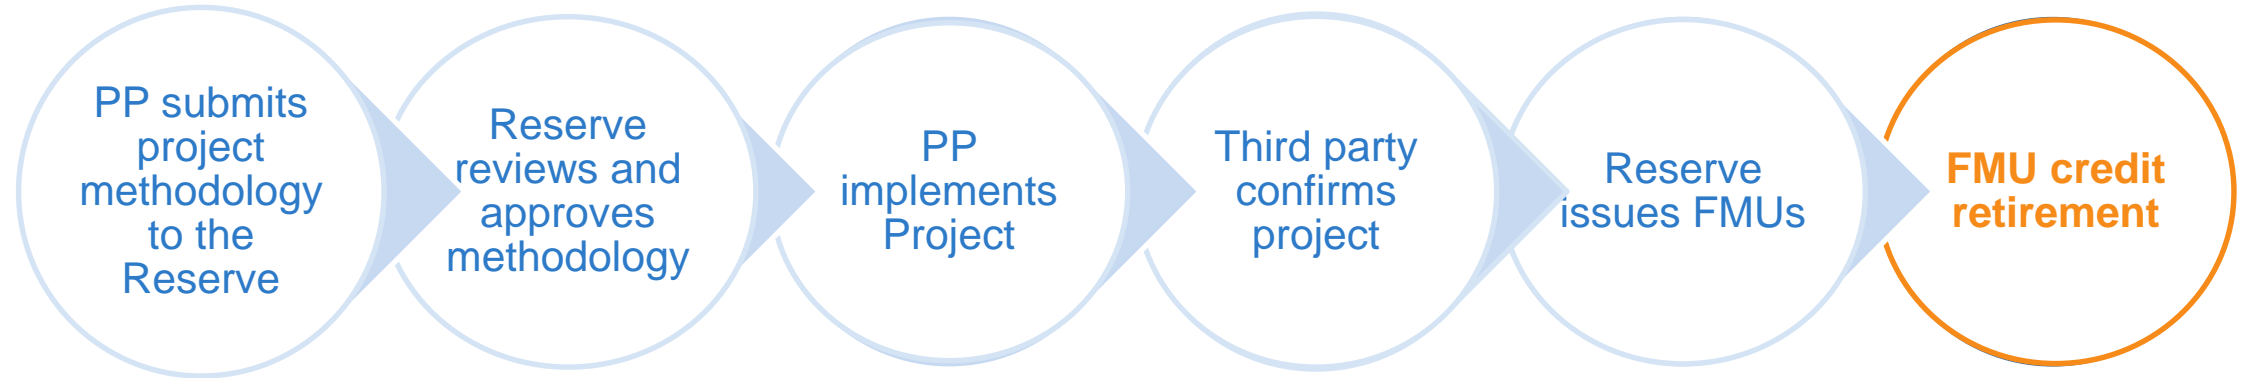 PP submits
project
methodology
to the
Reserve
Reserve
reviews and
approves
methodology
PP
implements
Project
Third party
confirms
project
Reserve
issues FMUs
FMU credit
retirement